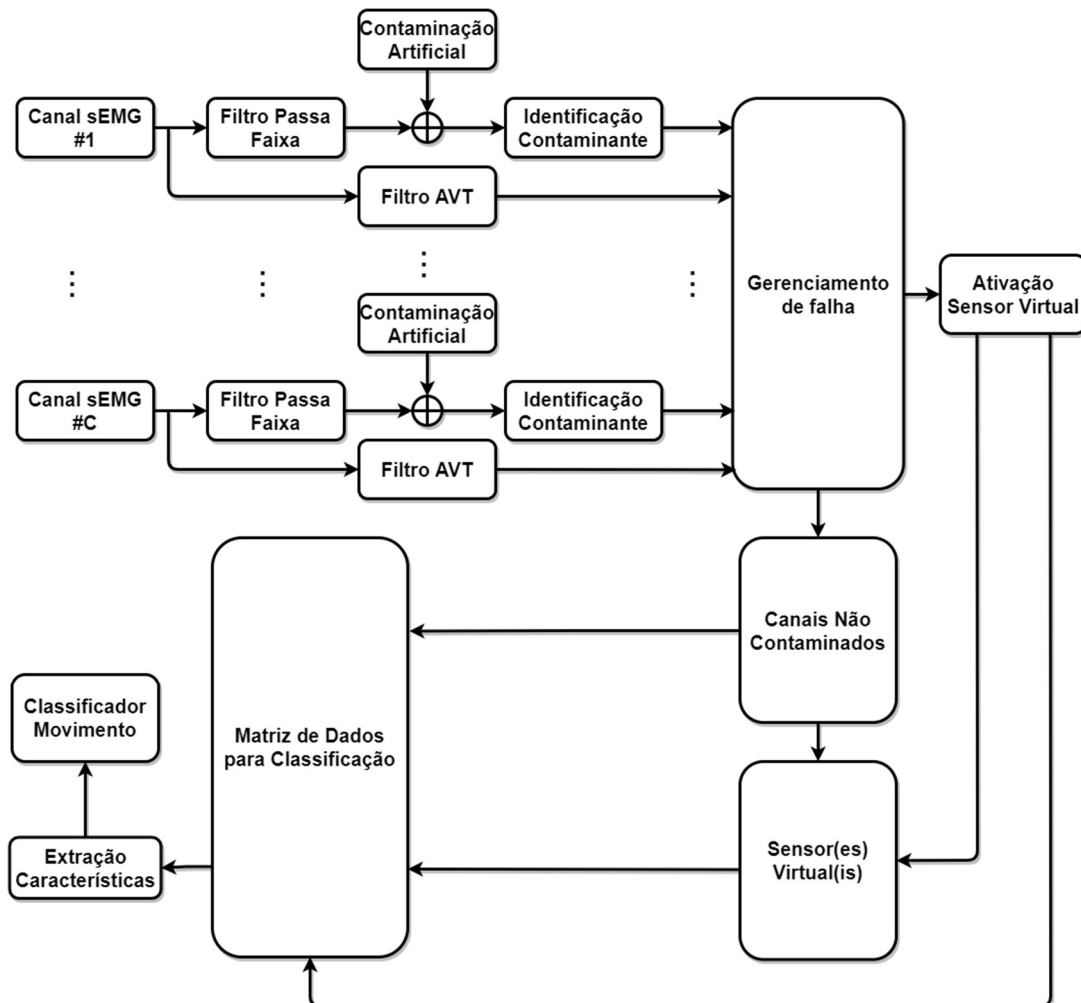 Contaminação
Artificial
Canal sEMG
#1
Filtro Passa
Faixa
Identificação
Contaminante
Filtro AVT
Gerenciamento
de falha
Ativação
Sensor Virtual
Contaminação
Artificial
Canal sEMG
#C
Filtro Passa
Faixa
Identificação
Contaminante
Filtro AVT
Canais Não
Contaminados
Classificador
Movimento
Matriz de Dados
para Classificação
Extração
Características
Sensor(es)
Virtual(is)